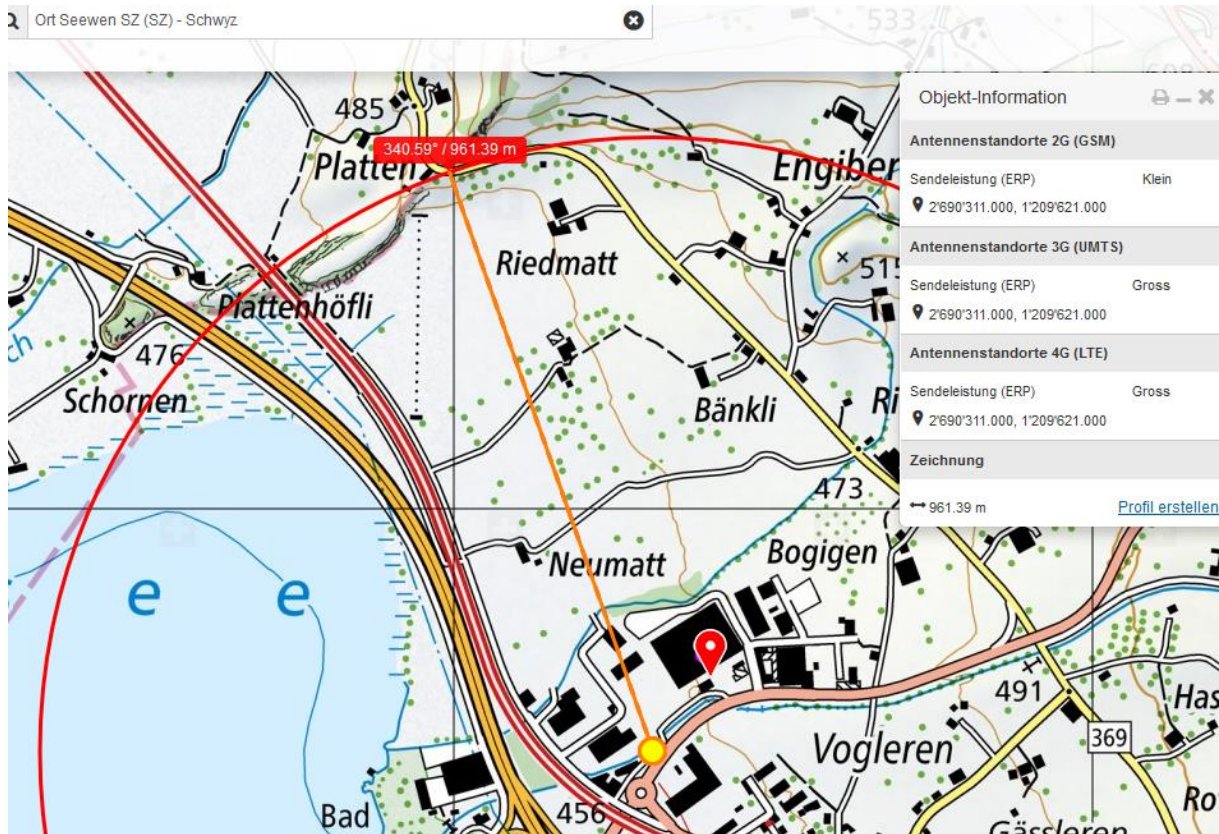 Ort Seewen SZ (SZ) - Schwyz
533
608
Objekt-Information
Antennenstandorte 2G (GSM)
Sendeleistung (ERP) Klein
2'690'311.000, 1'209'621.000
Antennenstandorte 3G (UMTS)
Sendeleistung (ERP) Gross
2'690'311.000, 1'209'621.000
Antennenstandorte 4G (LTE)
Sendeleistung (ERP) Gross
2'690'311.000, 1'209'621.000
Zeichnung
961.39 m Profil erstellen
485
340.59° / 961.39 m
Platten
Engiber
Riedmatt
515
Plattenhöfli
ch
476
Schornen
Bänkli
Ri
473
Neumatt
Bogigen
e e
491
Has
369
Vogleren
Bad
456
Ro
Gässleren